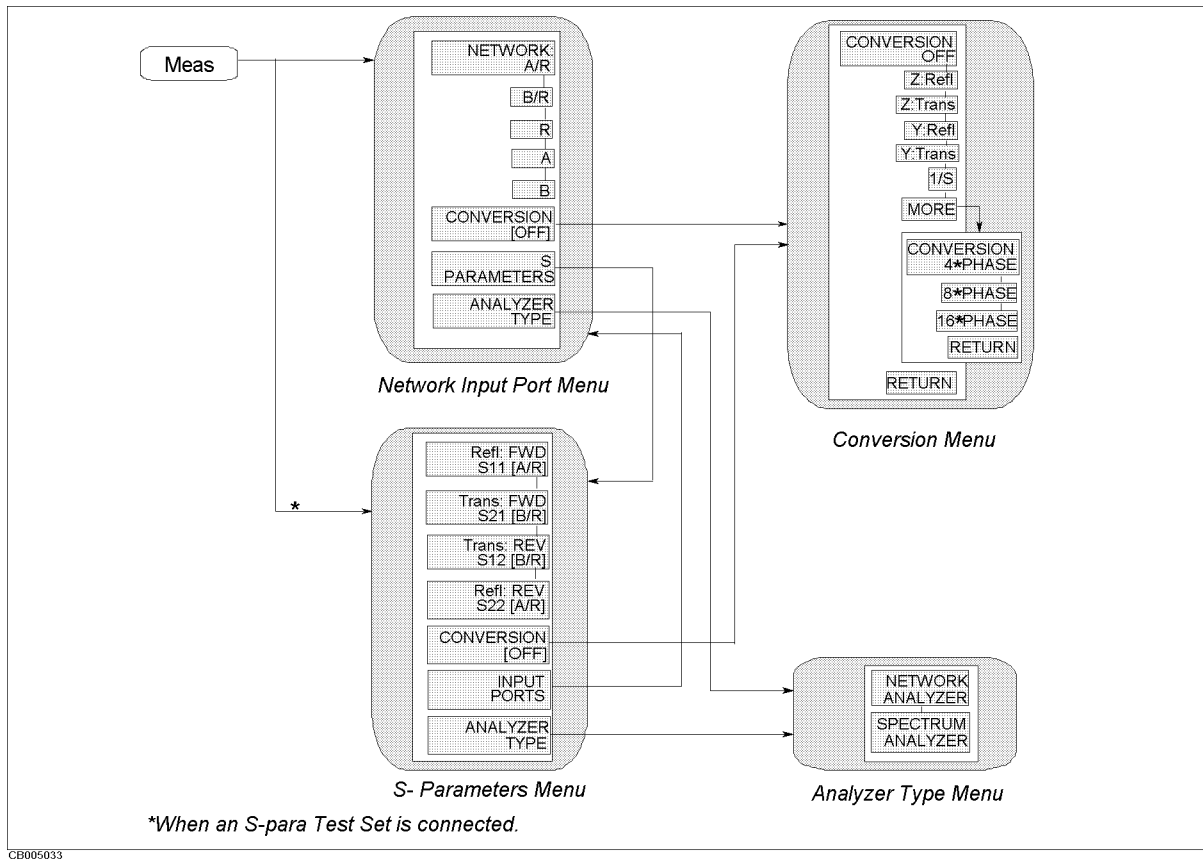 Meas
NETWORK:
A/R
B/R
R
A
B
CONVERSION
[OFF]
S
PARAMETERS
ANALYZER
TYPE
Network Input Port Menu
CONVERSION
OFF
Z:Refl
Z:Trans
Y:Refl
Y:Trans
1/S
MORE
CONVERSION
4*PHASE
8*PHASE
16*PHASE
RETURN
RETURN
Conversion Menu
*
Refl: FWD
S11 [A/R]
Trans: FWD
S21 [B/R]
Trans: REV
S12 [B/R]
Refl: REV
S22 [A/R]
CONVERSION
[OFF]
INPUT
PORTS
ANALYZER
TYPE
S- Parameters Menu
NETWORK
ANALYZER
SPECTRUM
ANALYZER
Analyzer Type Menu
*When an S-para Test Set is connected.
CB005033